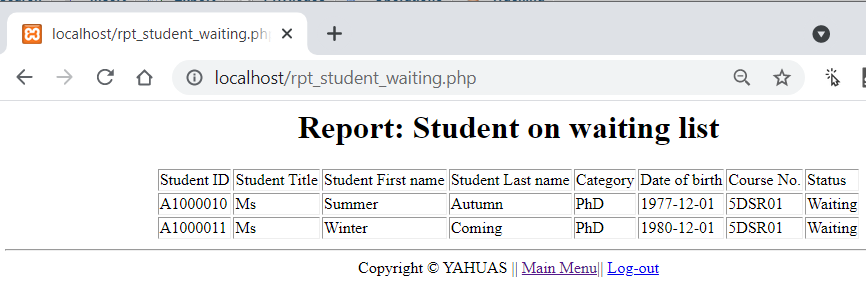 localhost/rpt_student_waiting.ph
localhost/rpt_student_waiting.php
Report: Student on waiting list
Student ID Student Title Student First name Student Last name Category Date of birth Course No. Status
A1000010 Ms Summer Autumn PhD 1977-12-01 5DSR01 Waiting
A1000011 Ms Winter Coming PhD 1980-12-01 5DSR01 Waiting
Copyright © YAHUAS || Main Menu|| Log-out